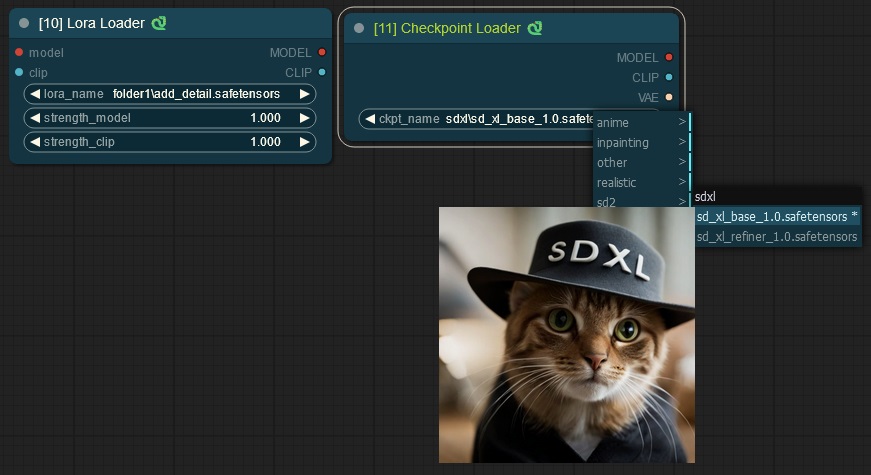 [10] Lora Loader
model MODEL
clip CLIP
lora_name folder1\add_detail.safetensors
strength_model 1.000
strength_clip 1.000
[11] Checkpoint Loader
MODEL
CLIP
VAE
ckpt_name sdxl\sd_xl_base_1.0.safete
anime >
inpainting >
other >
realistic >
sd2 >
sdxl
sd_xl_base_1.0.safetensors *
sd_xl_refiner_1.0.safetensors
SDXL